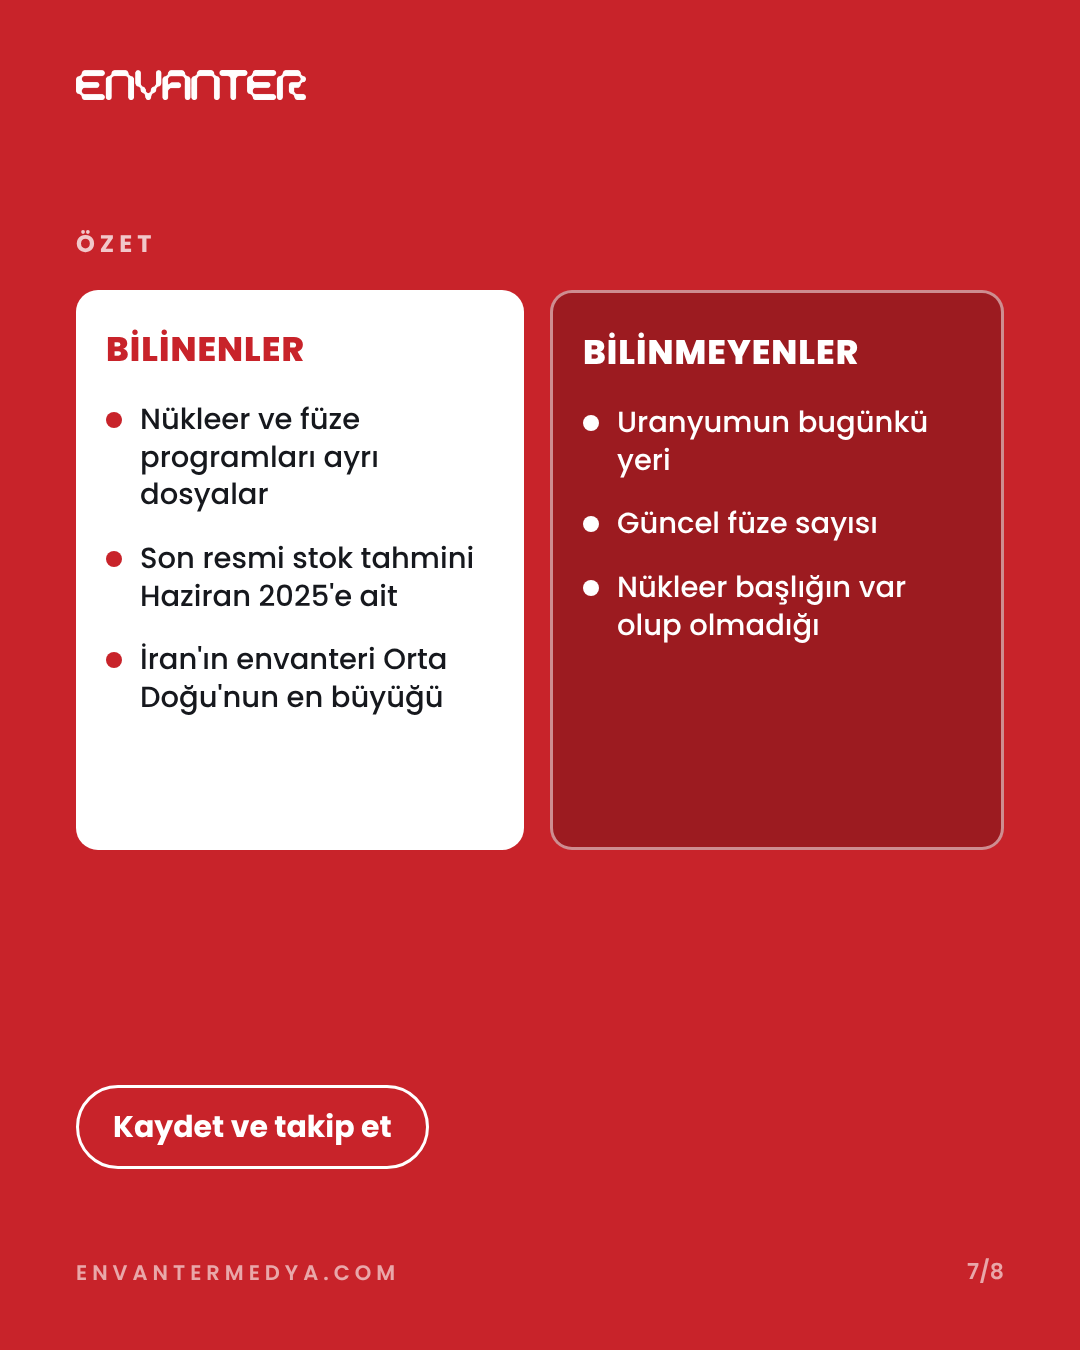 ENVANTER
ÖZET
BİLİNENLER
Nükleer ve füze
programları ayrı
dosyalar
Son resmi stok tahmini
Haziran 2025'e ait
İran'ın envanteri Orta
Doğu'nun en büyüğü
BİLİNMEYENLER
Uranyumun bugünkü
yeri
Güncel füze sayısı
Nükleer başlığın var
olup olmadığı
Kaydet ve takip et
ENVANTERMEDYA.COM
7/8